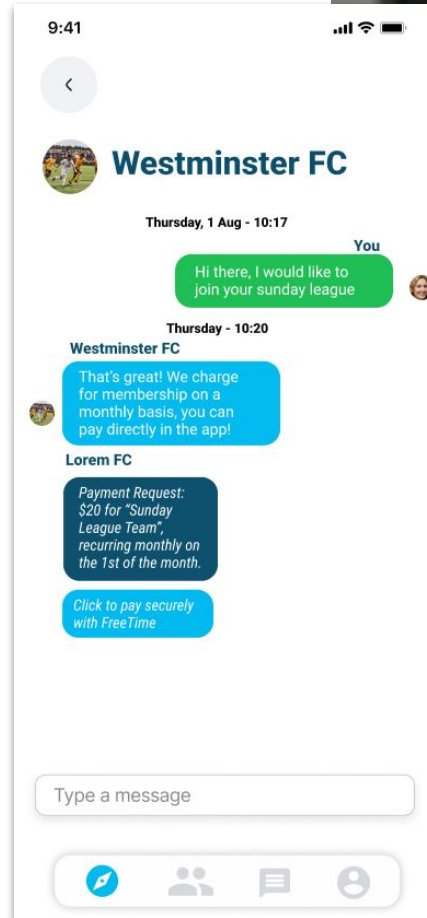 9:41
Westminster FC
Thursday, 1 Aug - 10:17
You
Hi there, I would like to
join your sunday league
Thursday - 10:20
Westminster FC
That's great! We charge
for membership on a
monthly basis, you can
pay directly in the app!
Lorem FC
Payment Request:
$20 for “Sunday
League Team”,
recurring monthly on
the 1st of the month.
Click to pay securely
with FreeTime
Type a message